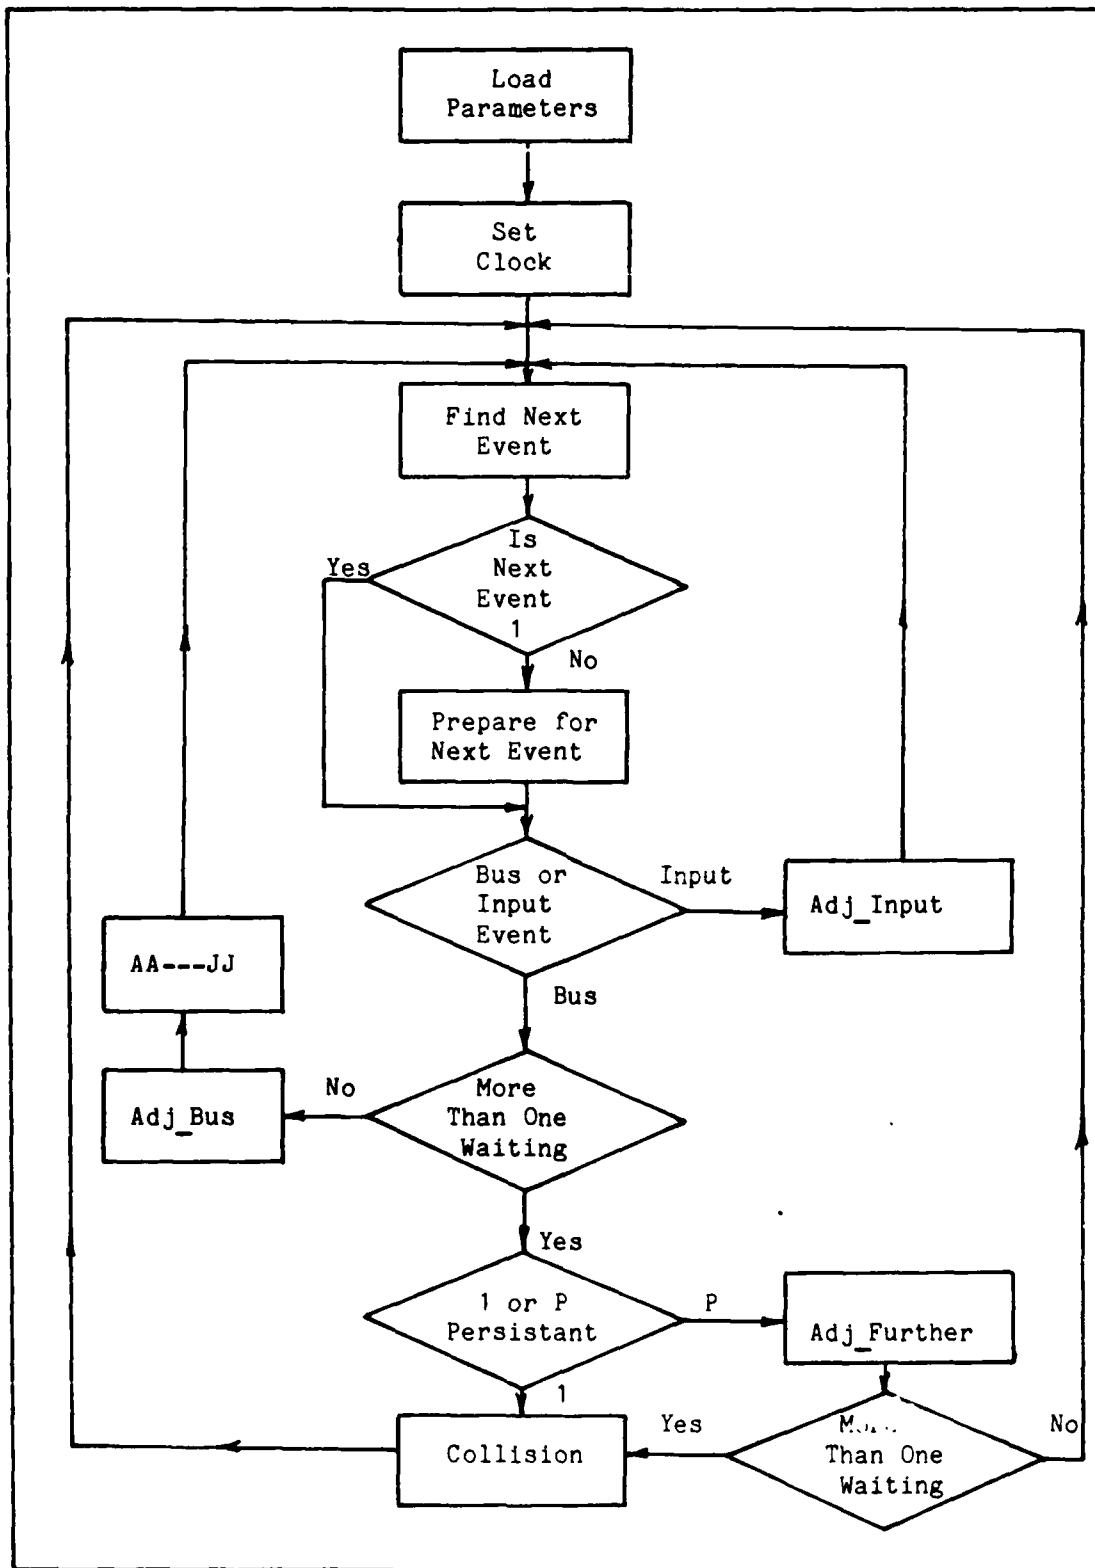 Load
Parameters
Set
Clock
Find Next
Event
Is
Next
Event
1
Yes
No
Prepare for
Next Event
Bus or
Input
Event
Input
Adj_Input
Bus
AA---JJ
More
Than One
Waiting
No
Adj_Bus
Yes
1 or P
Persistant
P
Adj_Further
1
Collision
Yes
Than One
Waiting
No